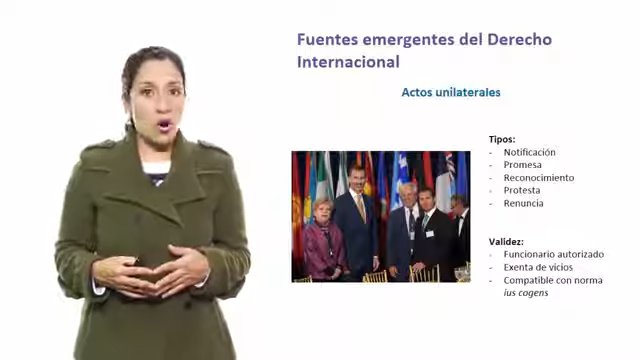 Fuentes emergentes del Derecho
Internacional
Actos unilaterales
Tipos:
- Notificación
- Promesa
- Reconocimiento
- Protesta
- Renuncia
Validez:
- Funcionario autorizado
- Exenta de vicios
- Compatible con norma
ius cogens